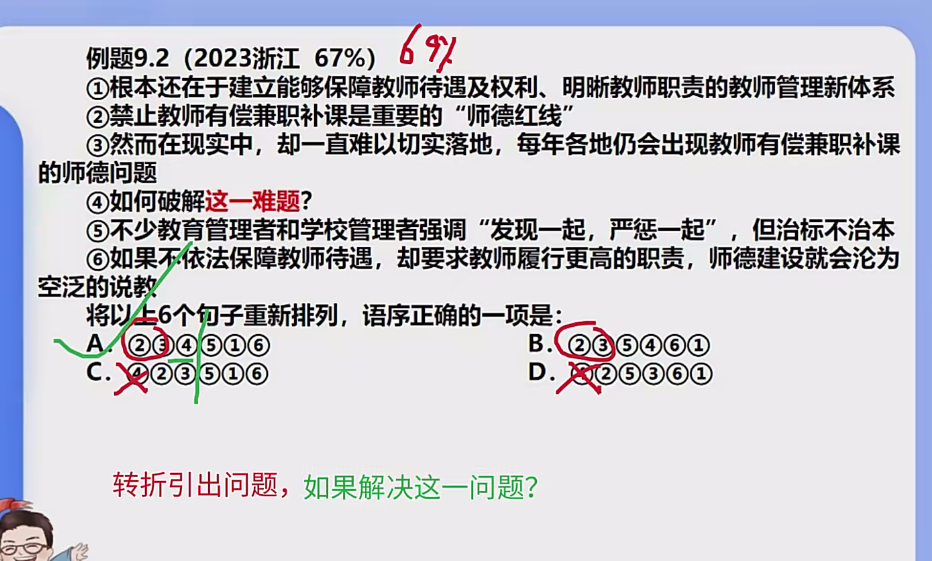 例题9.2（2023浙江 67%） 69%
①根本还在于建立能够保障教师待遇及权利、明晰教师职责的教师管理新体系
②禁止教师有偿兼职补课是重要的“师德红线”
③然而在现实中，却一直难以切实落地，每年各地仍会出现教师有偿兼职补课
的师德问题
④如何破解这一难题？
⑤不少教育管理者和学校管理者强调“发现一起，严惩一起”，但治标不治本
⑥如果不依法保障教师待遇，却要求教师履行更高的职责，师德建设就会沦为
空泛的说教
将以上6个句子重新排列，语序正确的一项是：
A．②③④⑤①⑥ B．②③⑤④⑥①
C．④②③⑤①⑥ D．④②⑤③⑥①
转折引出问题，如果解决这一问题？